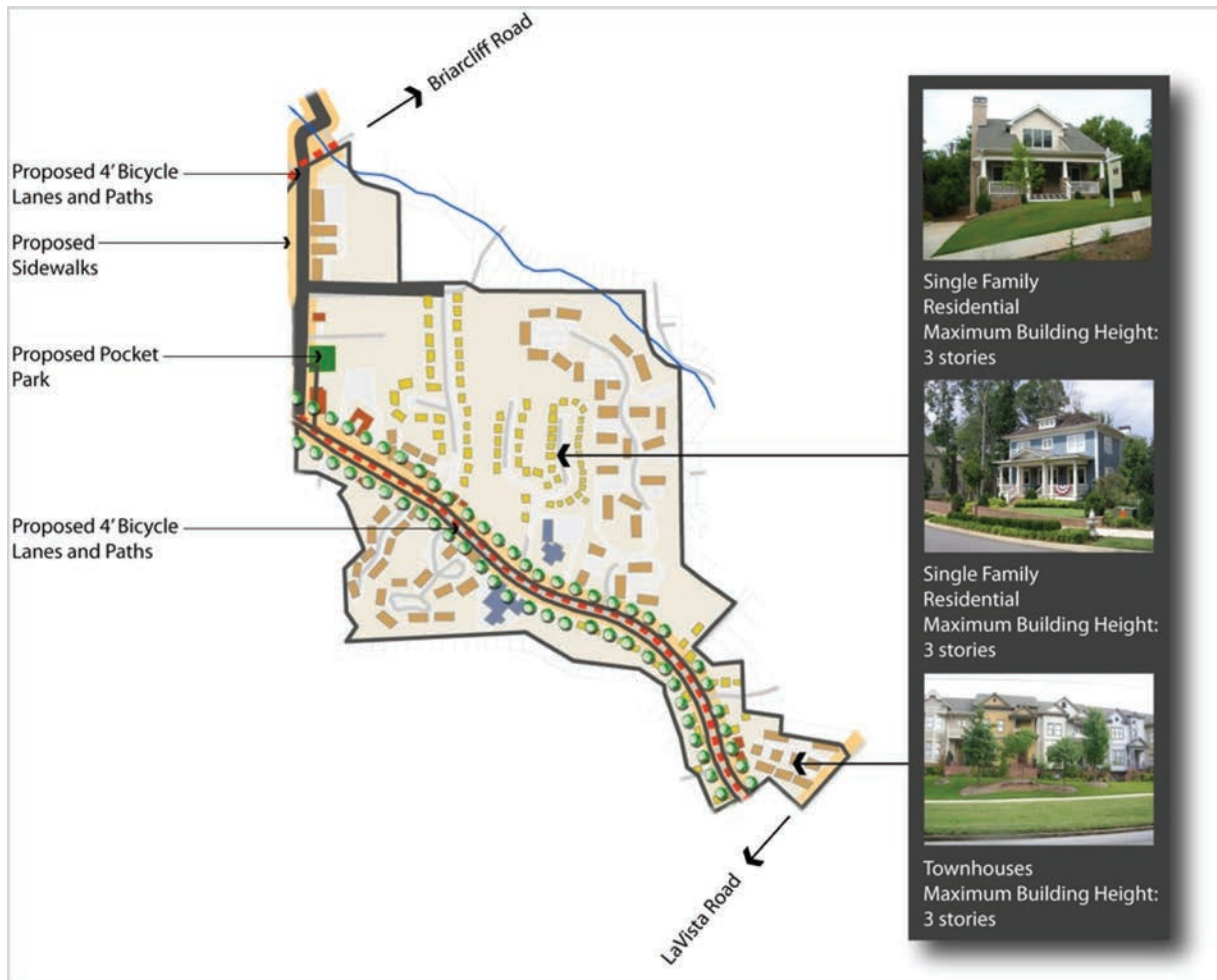 Briarcliff Road
Proposed 4' Bicycle
Lanes and Paths
Proposed
Sidewalks
Proposed Pocket
Park
Proposed 4' Bicycle
Lanes and Paths
LaVista Road
Single Family
Residential
Maximum Building Height:
3 stories
Single Family
Residential
Maximum Building Height:
3 stories
Townhouses
Maximum Building Height:
3 stories